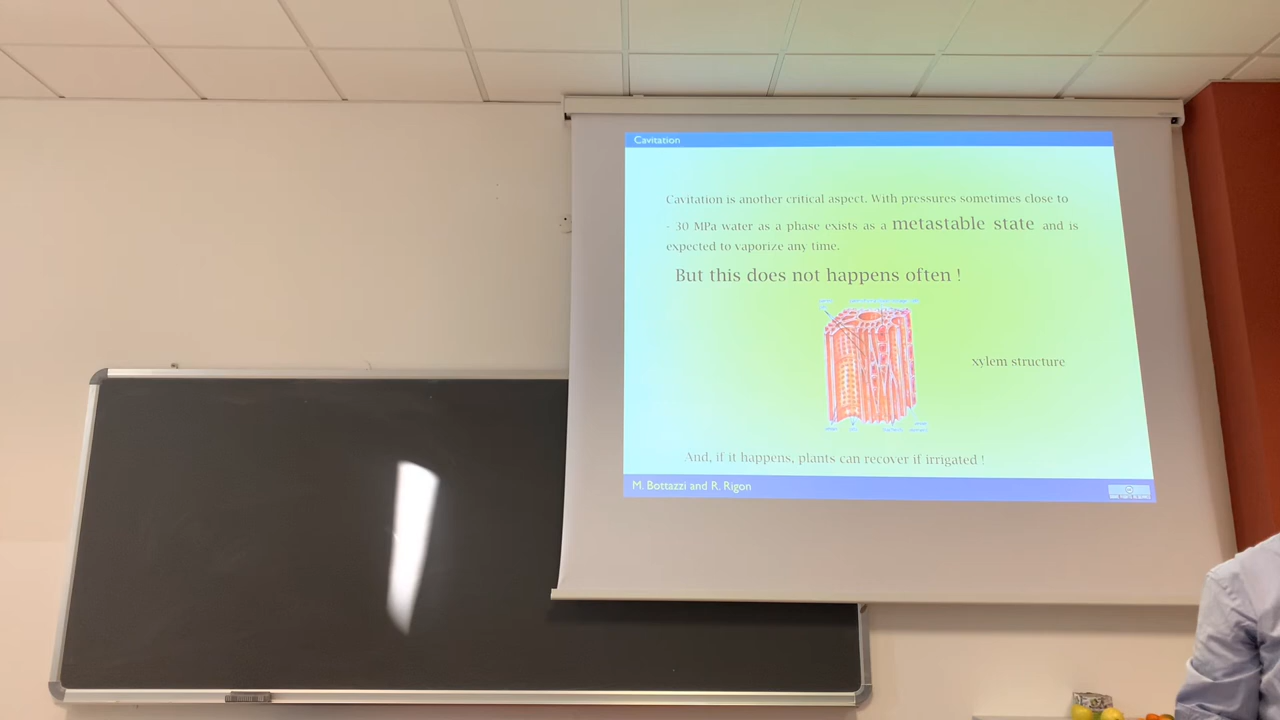 Cavitation
Cavitation is another critical aspect. With pressures sometimes close to
- 30 MPa water as a phase exists as a metastable state and is
expected to vaporize any time.
But this does not happens often !
xylem structure
And, if it happens, plants can recover if irrigated !
M. Bottazzi and R. Rigon